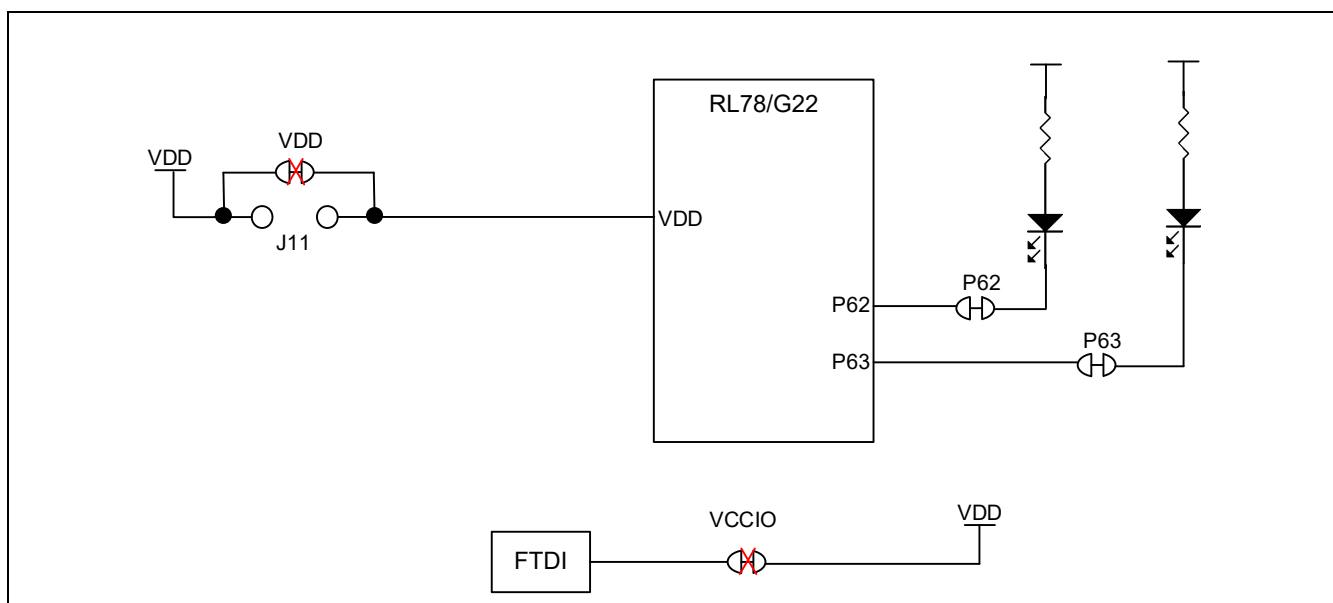 RL78/G22
VDD
VDD
VDD
J11
P62
P62
P63
P63
VCCIO
VDD
FTDI